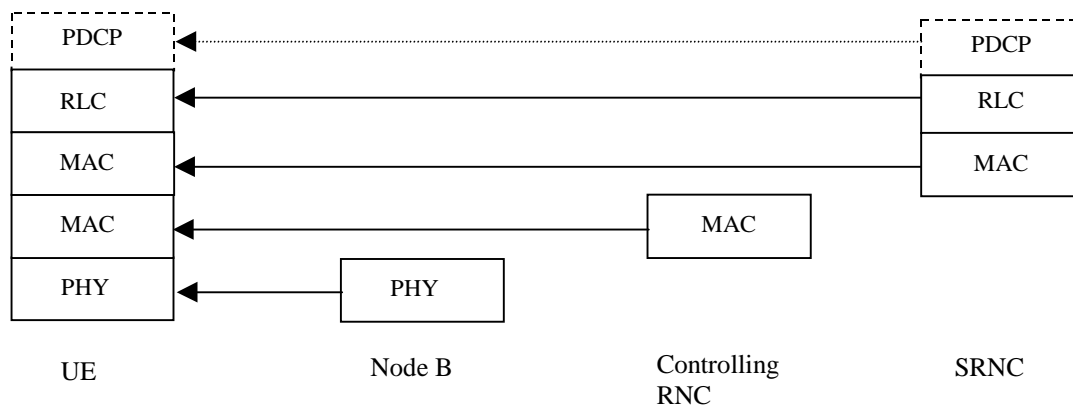 PDCP
PDCP
RLC
RLC
MAC
MAC
MAC
MAC
PHY
PHY
UE
Node B
Controlling
RNC
SRNC